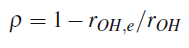 ρ = 1 − r_{OH,e}/r_{OH}